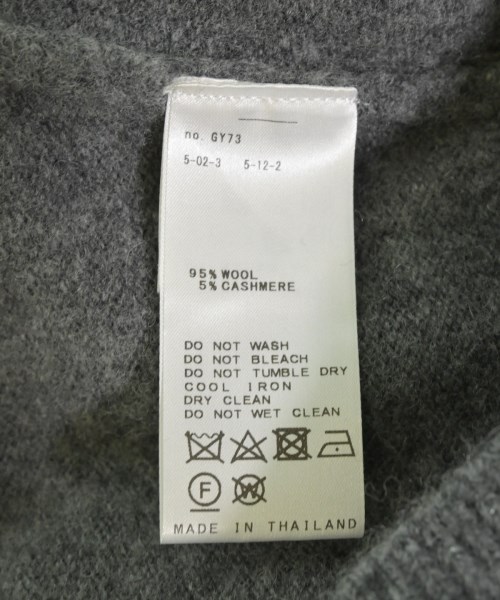 no. GY73
5-02-3 5-12-2
95% WOOL
5% CASHMERE
DO NOT WASH
DO NOT BLEACH
DO NOT TUMBLE DRY
COOL IRON
DRY CLEAN
DO NOT WET CLEAN
F W
MADE IN THAILAND